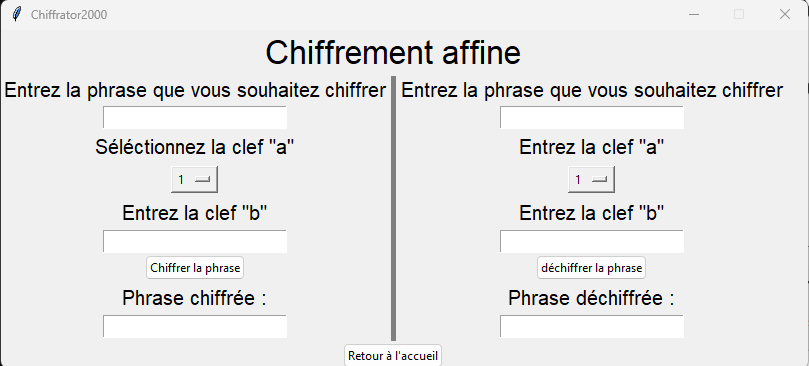 Chiffrator2000
Chiffrement affine
Entrez la phrase que vous souhaitez chiffrer
Séléctionnez la clef "a"
1
Entrez la clef "b"
Chiffrer la phrase
Phrase chiffrée :
Entrez la phrase que vous souhaitez chiffrer
Entrez la clef "a"
1
Entrez la clef "b"
déchiffrer la phrase
Phrase déchiffrée :
Retour à l'accueil